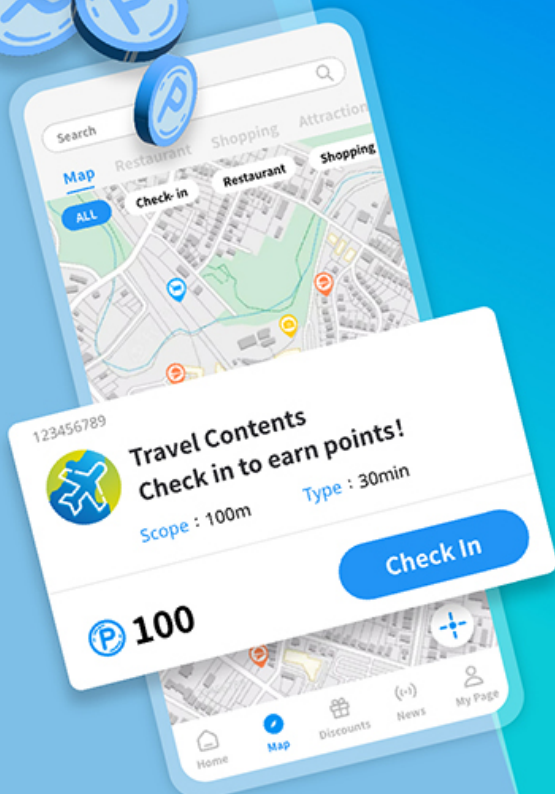 P
P
Search
Map Restaurant Shopping Attraction
ALL Check- in Restaurant Shopping
123456789
Travel Contents
Check in to earn points!
Scope : 100m Type : 30min
P 100
Check In
Home Map Discounts News My Page